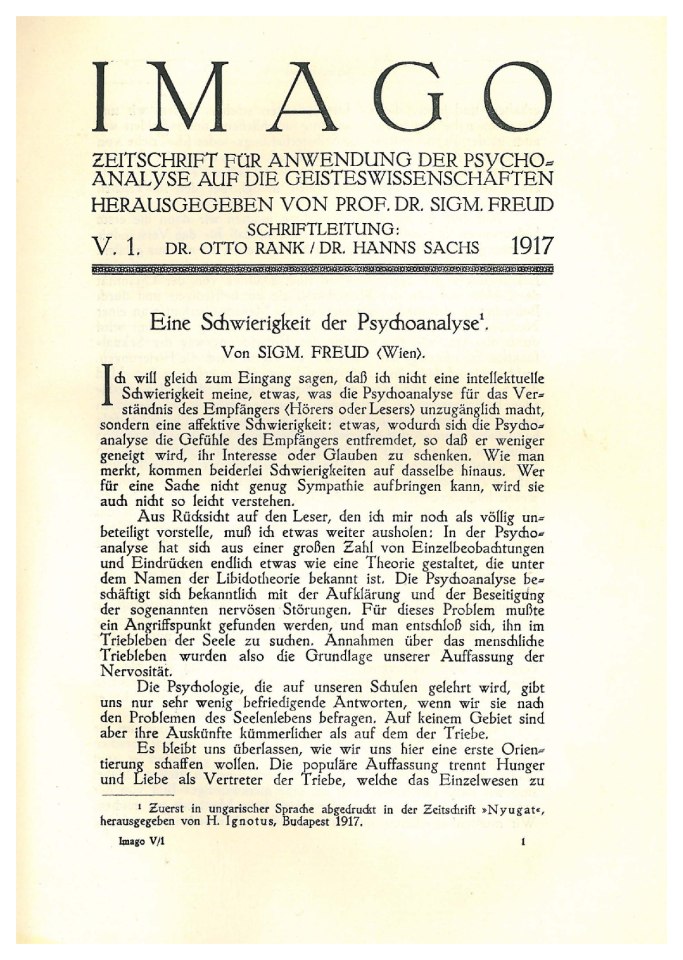 IMAGO
ZEITSCHRIFT FÜR ANWENDUNG DER PSYCHO=
ANALYSE AUF DIE GEISTESWISSENSCHAFTEN
HERAUSGEGEBEN VON PROF. DR. SIGM. FREUD
SCHRIFTLEITUNG:
V. 1. DR. OTTO RANK / DR. HANNS SACHS 1917
Eine Schwierigkeit der Psychoanalyse¹.
Von SIGM. FREUD (Wien).
Ich will gleich zum Eingang sagen, daß ich nicht eine intellektuelle
Schwierigkeit meine, etwas, was die Psychoanalyse für das Ver=
ständnis des Empfängers (Hörers oder Lesers) unzugänglich macht,
sondern eine affektive Schwierigkeit: etwas, wodurch sich die Psycho=
analyse die Gefühle des Empfängers entfremdet, so daß er weniger
geneigt wird, ihr Interesse oder Glauben zu schenken. Wie man
merkt, kommen beiderlei Schwierigkeiten auf dasselbe hinaus. Wer
für eine Sache nicht genug Sympathie aufbringen kann, wird sie
auch nicht so leicht verstehen.
Aus Rücksicht auf den Leser, den ich mir noch als völlig un=
beteiligt vorstelle, muß ich etwas weiter ausholen: In der Psycho=
analyse hat sich aus einer großen Zahl von Einzelbeobachtungen
und Eindrücken endlich etwas wie eine Theorie gestaltet, die unter
dem Namen der Libidotheorie bekannt ist. Die Psychoanalyse be=
schäftigt sich bekanntlich mit der Aufklärung und der Beseitigung
der sogenannten nervösen Störungen. Für dieses Problem mußte
ein Angriffspunkt gefunden werden, und man entschloß sich, ihn im
Triebleben der Seele zu suchen. Annahmen über das menschliche
Triebleben wurden also die Grundlage unserer Auffassung der
Nervosität.
Die Psychologie, die auf unseren Schulen gelehrt wird, gibt
uns nur sehr wenig befriedigende Antworten, wenn wir sie nach
den Problemen des Seelenlebens befragen. Auf keinem Gebiet sind
aber ihre Auskünfte kümmerlicher als auf dem der Triebe.
Es bleibt uns überlassen, wie wir uns hier eine erste Orien=
tierung schaffen wollen. Die populäre Auffassung trennt Hunger
und Liebe als Vertreter der Triebe, welche das Einzelwesen zu
¹ Zuerst in ungarischer Sprache abgedruckt in der Zeitschrift »Nyugat«,
herausgegeben von H. Ignotus, Budapest 1917.
Imago V/1 1